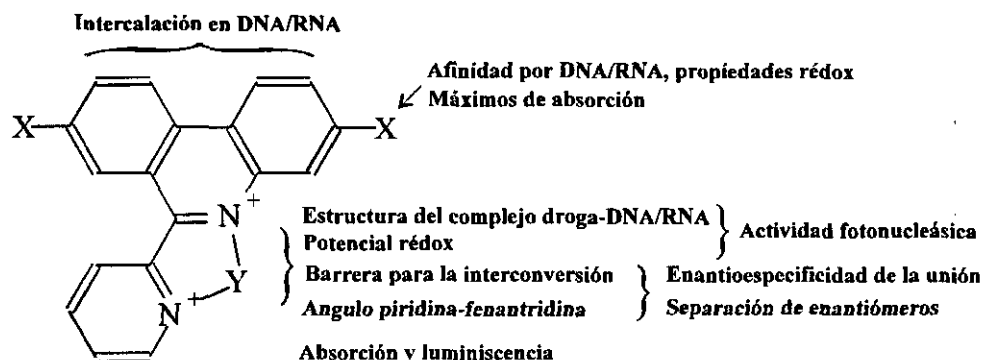 Intercalación en DNA/RNA
Afinidad por DNA/RNA, propiedades rédox
Máximos de absorción
X
X
N+
Estructura del complejo droga-DNA/RNA
Actividad fotonucleásica
Potencial rédox
Y
Barrera para la interconversión
Enantioespecificidad de la unión
N+
Angulo piridina-fenantridina
Separación de enantiómeros
Absorción y luminiscencia